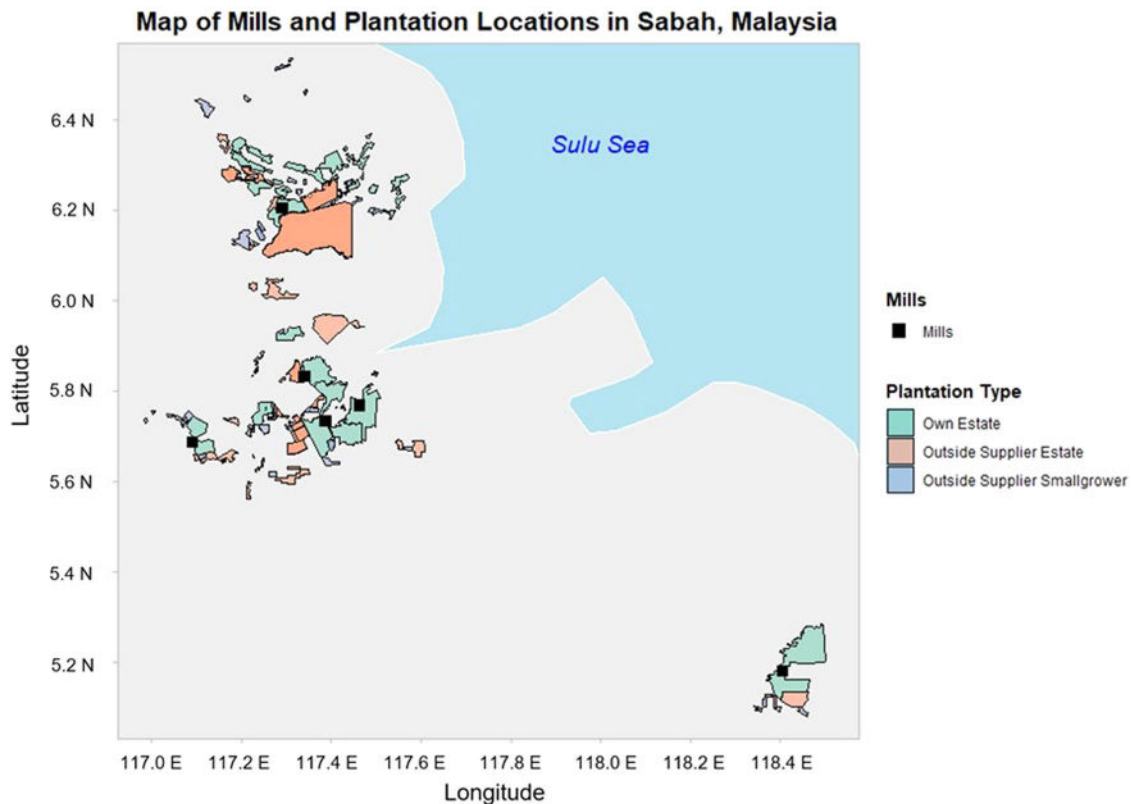 Map of Mills and Plantation Locations in Sabah, Malaysia
Sulu Sea
6.4 N
6.2 N
6.0 N
5.8 N
5.6 N
5.4 N
5.2 N
Latitude
117.0 E 117.2 E 117.4 E 117.6 E 117.8 E 118.0 E 118.2 E 118.4 E
Longitude
Mills
Mills
Plantation Type
Own Estate
Outside Supplier Estate
Outside Supplier Smallgrower